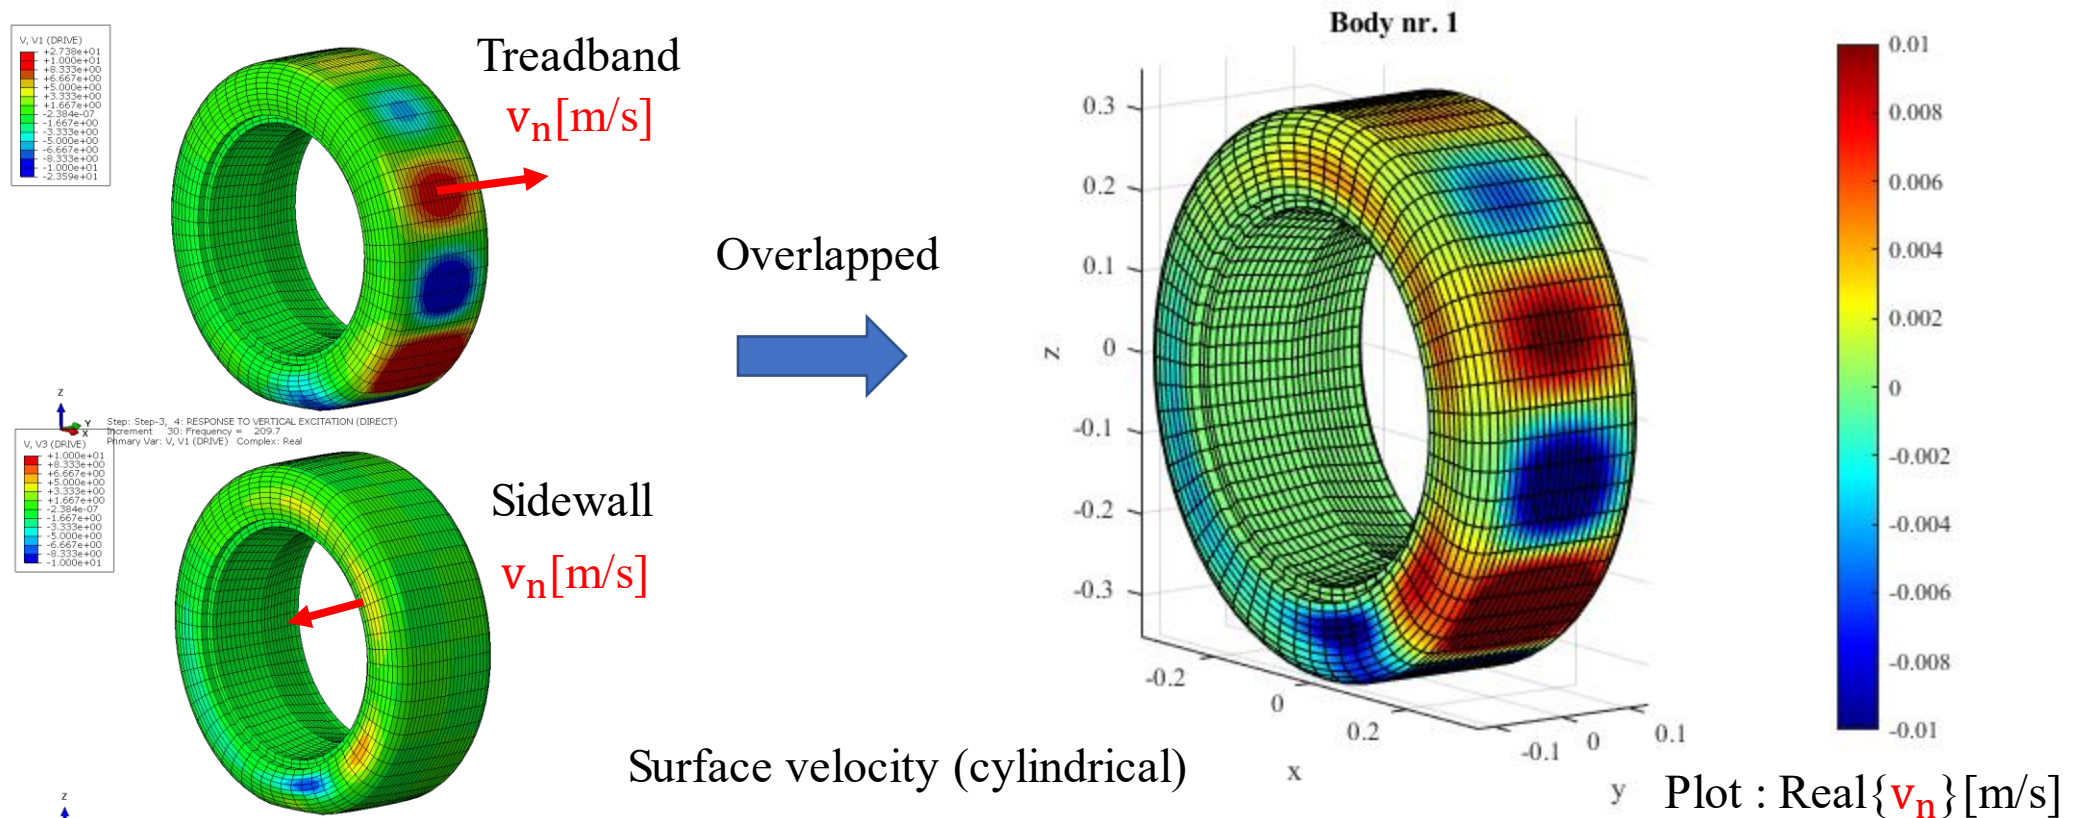 V, V1 (DRIVE)
+2.738e+01
+1.000e+01
+8.333e+00
+6.667e+00
+5.000e+00
+3.333e+00
+1.667e+00
-2.384e-07
-1.667e+00
-3.333e+00
-5.000e+00
-6.667e+00
-8.333e+00
-1.000e+01
-2.359e+01
Treadband
vn[m/s]
Z
Y
X
Step: Step-3, 4: RESPONSE TO VERTICAL EXCITATION (DIRECT)
Increment 30: Frequency = 209.7
Primary Var: V, V1 (DRIVE) Complex: Real
V, V3 (DRIVE)
+1.000e+01
+8.333e+00
+6.667e+00
+5.000e+00
+3.333e+00
+1.667e+00
-2.384e-07
-1.667e+00
-3.333e+00
-5.000e+00
-6.667e+00
-8.333e+00
-1.000e+01
Sidewall
vn[m/s]
Z
Overlapped
Surface velocity (cylindrical)
Body nr. 1
0.3
0.2
0.1
0
-0.1
-0.2
-0.3
z
-0.2
0
0.2
x
-0.1
0
0.1
y
0.01
0.008
0.006
0.004
0.002
0
-0.002
-0.004
-0.006
-0.008
-0.01
Plot : Real{vn}[m/s]